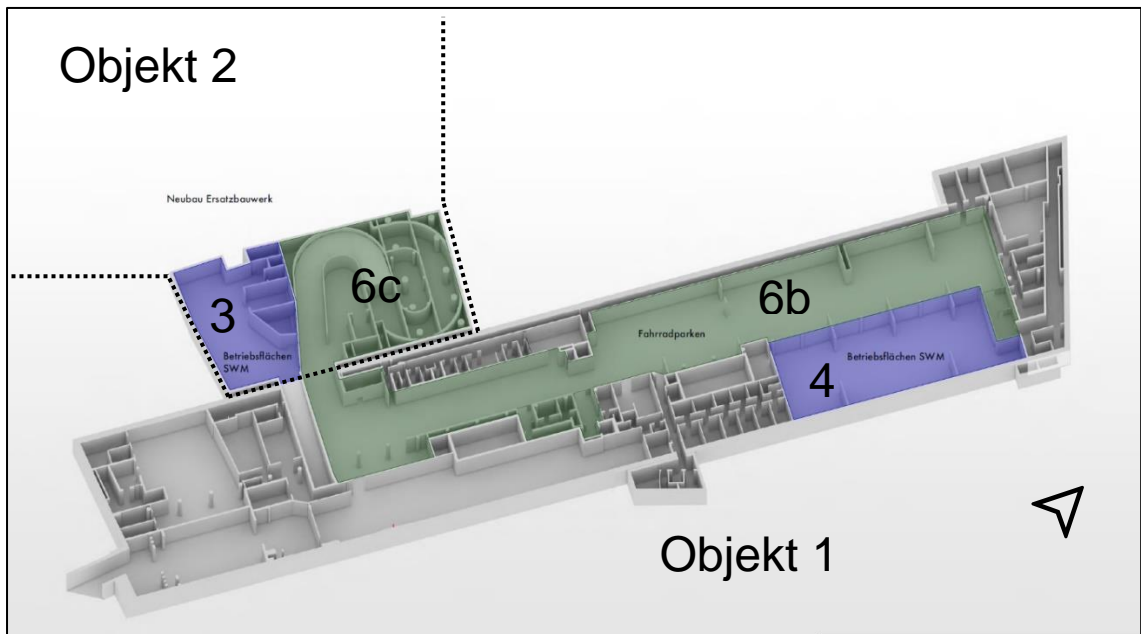 Objekt 2
Neubau Ersatzbauwerk
6c
3
6b
Fahrradparken
Betriebsflächen
SWM
Betriebsflächen SWM
4
Objekt 1